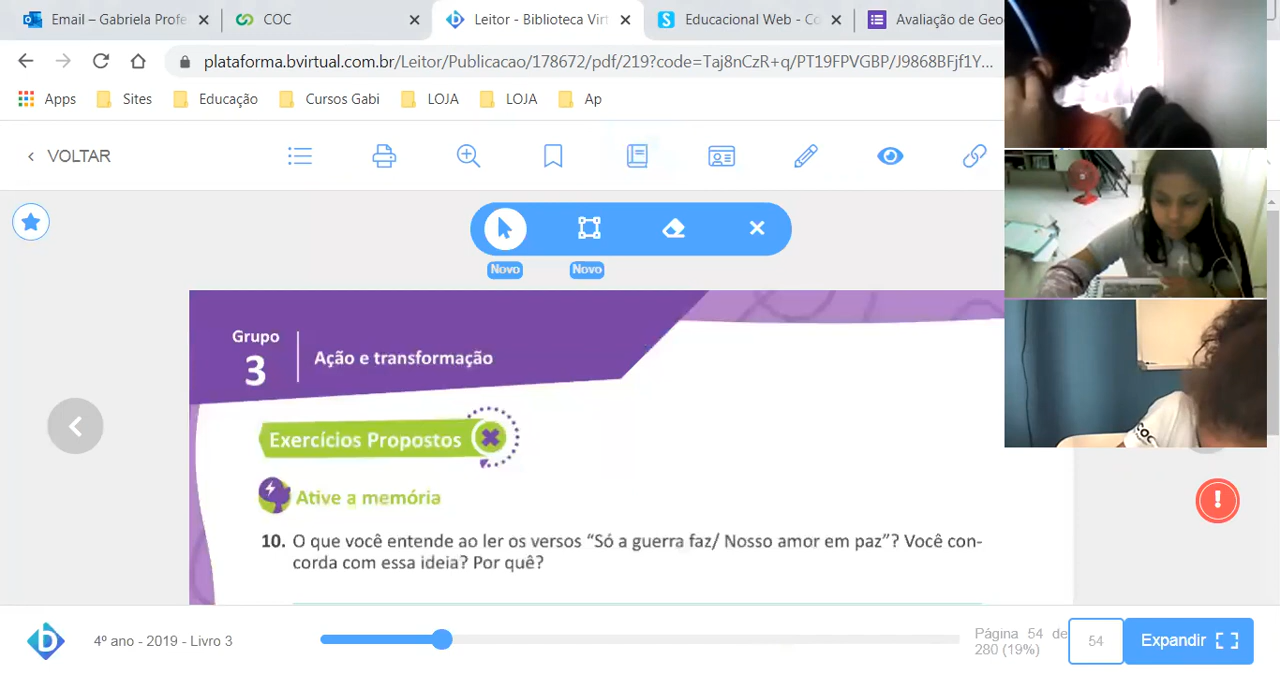 Email – Gabriela Profe
COC
Leitor - Biblioteca Virt
Educacional Web - Co
Avaliação de Geo
plataforma.bvirtual.com.br/Leitor/Publicacao/178672/pdf/219?code=Taj8nCzR+q/PT19FPVGBP/J9868BFjf1Y...
Apps Sites Educação Cursos Gabi LOJA LOJA Ap
VOLTAR
Novo Novo
Grupo
3
Ação e transformação
Exercícios Propostos
Ative a memória
10. O que você entende ao ler os versos “Só a guerra faz/ Nosso amor em paz”? Você con-
corda com essa ideia? Por quê?
COC
4º ano - 2019 - Livro 3
Página 54 de
280 (19%)
54
Expandir